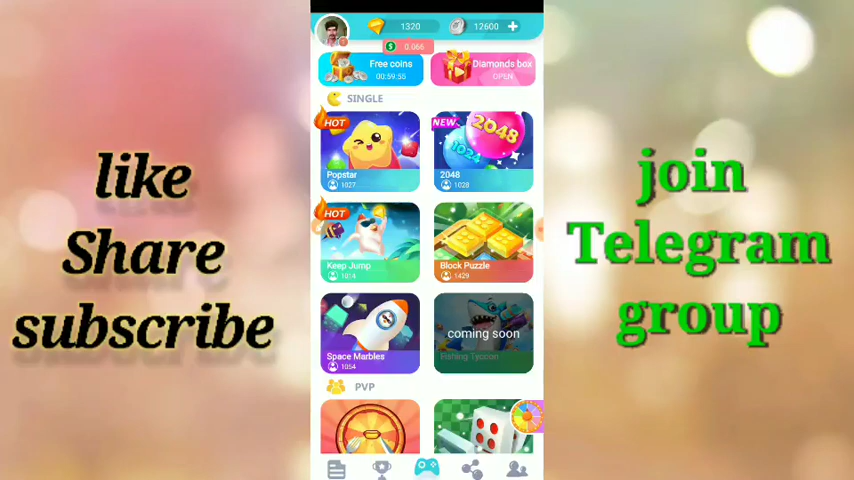 like
Share
subscribe
1320
12600
0.066
Free coins
00:59:55
Diamonds box
OPEN
SINGLE
HOT
Popstar
1027
NEW
2048
1024
2048
1028
HOT
Keep Jump
1014
Block Puzzle
1429
Space Marbles
1054
coming soon
Fishing Tycoon
PVP
join
Telegram
group